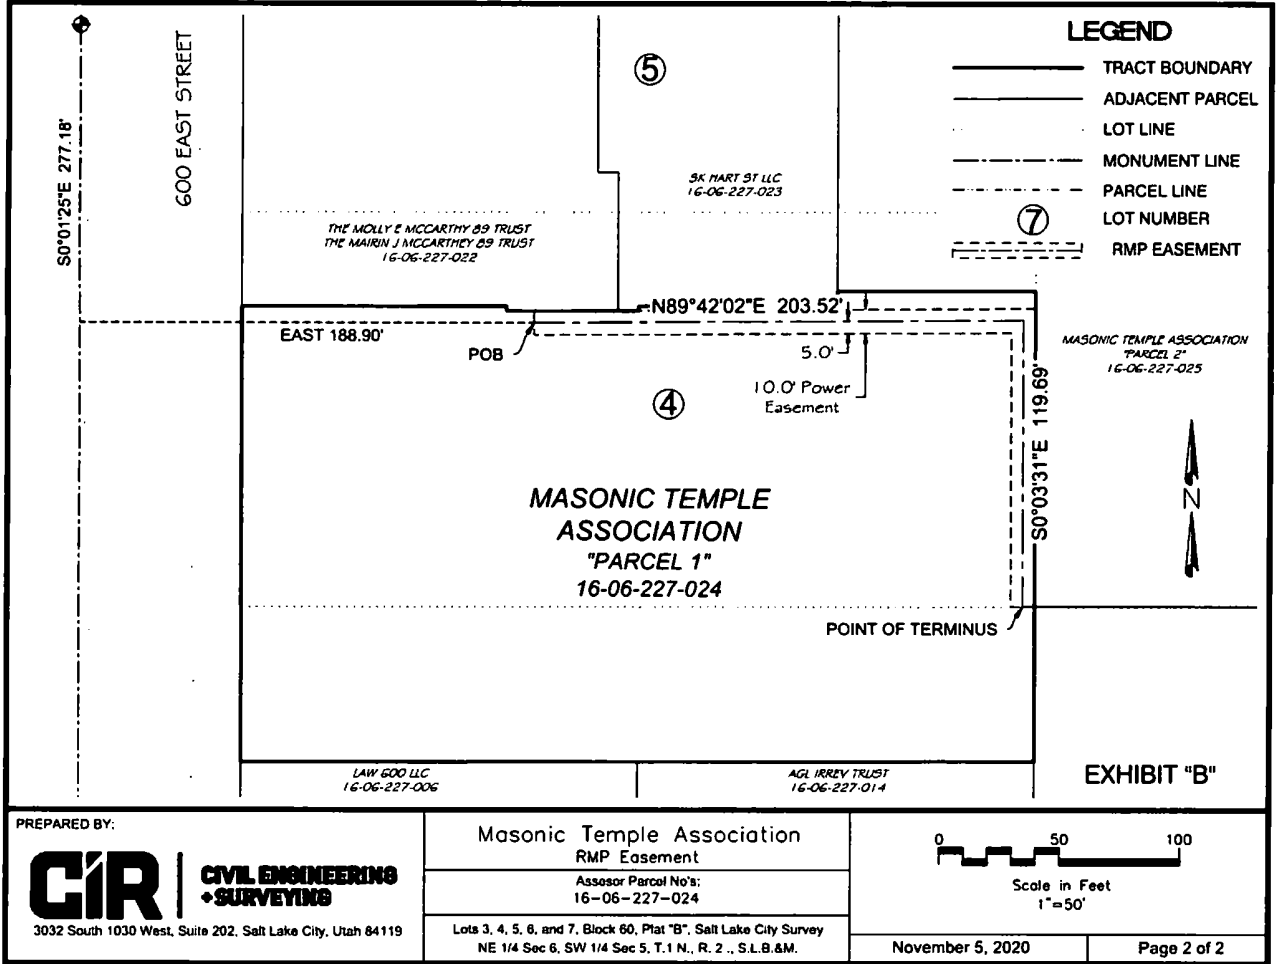 S0°01'25"E 277.18'
600 EAST STREET
⑤
SK HART ST LLC
16-06-227-023
THE MOLLY E MCCARTHY 89 TRUST
THE MAIRIN J MCCARTHEY 89 TRUST
16-06-227-022
LEGEND
TRACT BOUNDARY
ADJACENT PARCEL
LOT LINE
MONUMENT LINE
PARCEL LINE
⑦ LOT NUMBER
RMP EASEMENT
N89°42'02"E 203.52'
EAST 188.90'
POB
5.0'
10.0' Power
Easement
④
MASONIC TEMPLE ASSOCIATION
"PARCEL 2"
16-06-227-025
S0°03'31"E 119.69'
N
MASONIC TEMPLE
ASSOCIATION
"PARCEL 1"
16-06-227-024
POINT OF TERMINUS
LAW 600 LLC
16-06-227-006
AGL IRREV TRUST
16-06-227-014
EXHIBIT "B"
PREPARED BY:
CIR
CIVIL ENGINEERING
+SURVEYING
3032 South 1030 West, Suite 202, Salt Lake City, Utah 84119
Masonic Temple Association
RMP Easement
Assesor Parcel No's:
16-06-227-024
Lots 3, 4, 5, 6, and 7, Block 60, Plat "B", Salt Lake City Survey
NE 1/4 Sec 6, SW 1/4 Sec 5, T.1 N., R. 2 ., S.L.B.&M.
0 50 100
Scale in Feet
1"=50'
November 5, 2020
Page 2 of 2